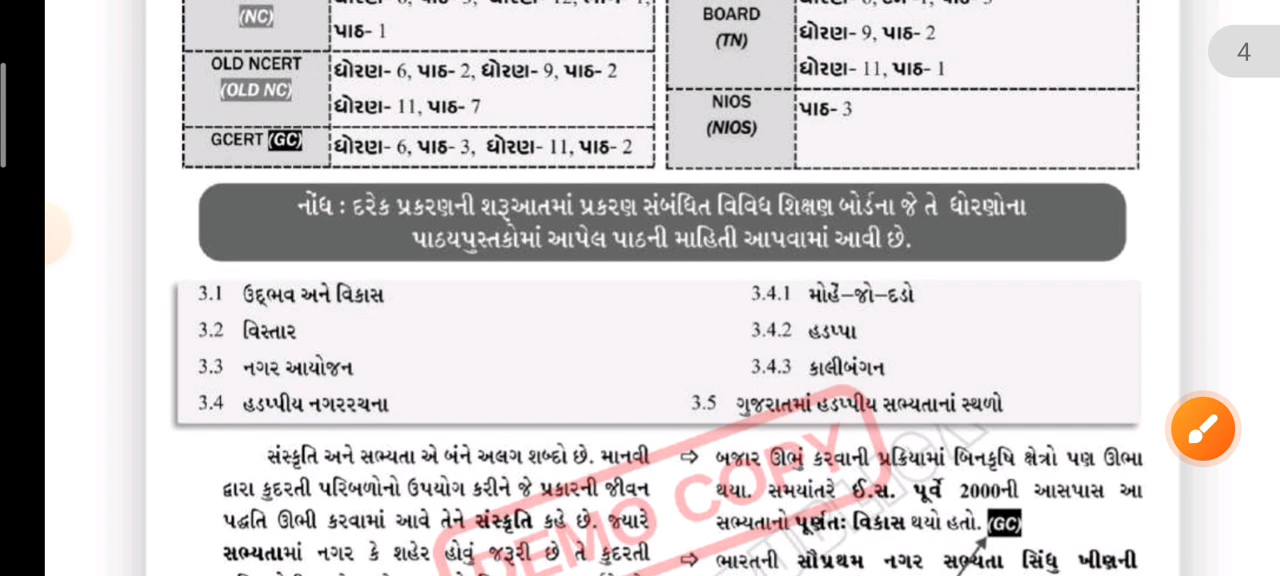 (NC)
પાઠ- 1
OLD NCERT
(OLD NC)
ધોરણ- 6, પાઠ- 2, ધોરણ- 9, પાઠ- 2
ધોરણ- 11, પાઠ- 7
GCERT (GC)
ધોરણ- 6, પાઠ- 3, ધોરણ- 11, પાઠ- 2
BOARD
(TN)
ધોરણ- 9, પાઠ- 2
ધોરણ- 11, પાઠ- 1
NIOS
(NIOS)
પાઠ- 3
4
નોંધ : દરેક પ્રકરણની શરૂઆતમાં પ્રકરણ સંબંધિત વિવિધ શિક્ષણ બોર્ડના જે તે ધોરણોના
પાઠયપુસ્તકોમાં આપેલ પાઠની માહિતી આપવામાં આવી છે.
3.1 ઉદ્દભવ અને વિકાસ
3.2 વિસ્તાર
3.3 નગર આયોજન
3.4 હડપ્પીય નગરરચના
3.4.1 મોહેં–જો–દડો
3.4.2 હડપ્પા
3.4.3 કાલીબંગન
3.5 ગુજરાતમાં હડપ્પીય સભ્યતાનાં સ્થળો
સંસ્કૃતિ અને સભ્યતા એ બંને અલગ શબ્દો છે. માનવી
દ્વારા કુદરતી પરિબળોનો ઉપયોગ કરીને જે પ્રકારની જીવન
પદ્ધતિ ઊભી કરવામાં આવે તેને સંસ્કૃતિ કહે છે. જ્યારે
સભ્યતામાં નગર કે શહેર હોવું જરૂરી છે તે કુદરતી
⇨ બજાર ઊભું કરવાની પ્રક્રિયામાં બિનકૃષિ ક્ષેત્રો પણ ઊભા
થયા. સમયાંતરે ઈ.સ. પૂર્વે 2000ની આસપાસ આ
સભ્યતાનો પૂર્ણતઃ વિકાસ થયો હતો. (GC)
⇨ ભારતની સૌપ્રથમ નગર સભ્યતા સિંધુ ખીણની
DEMO COPY